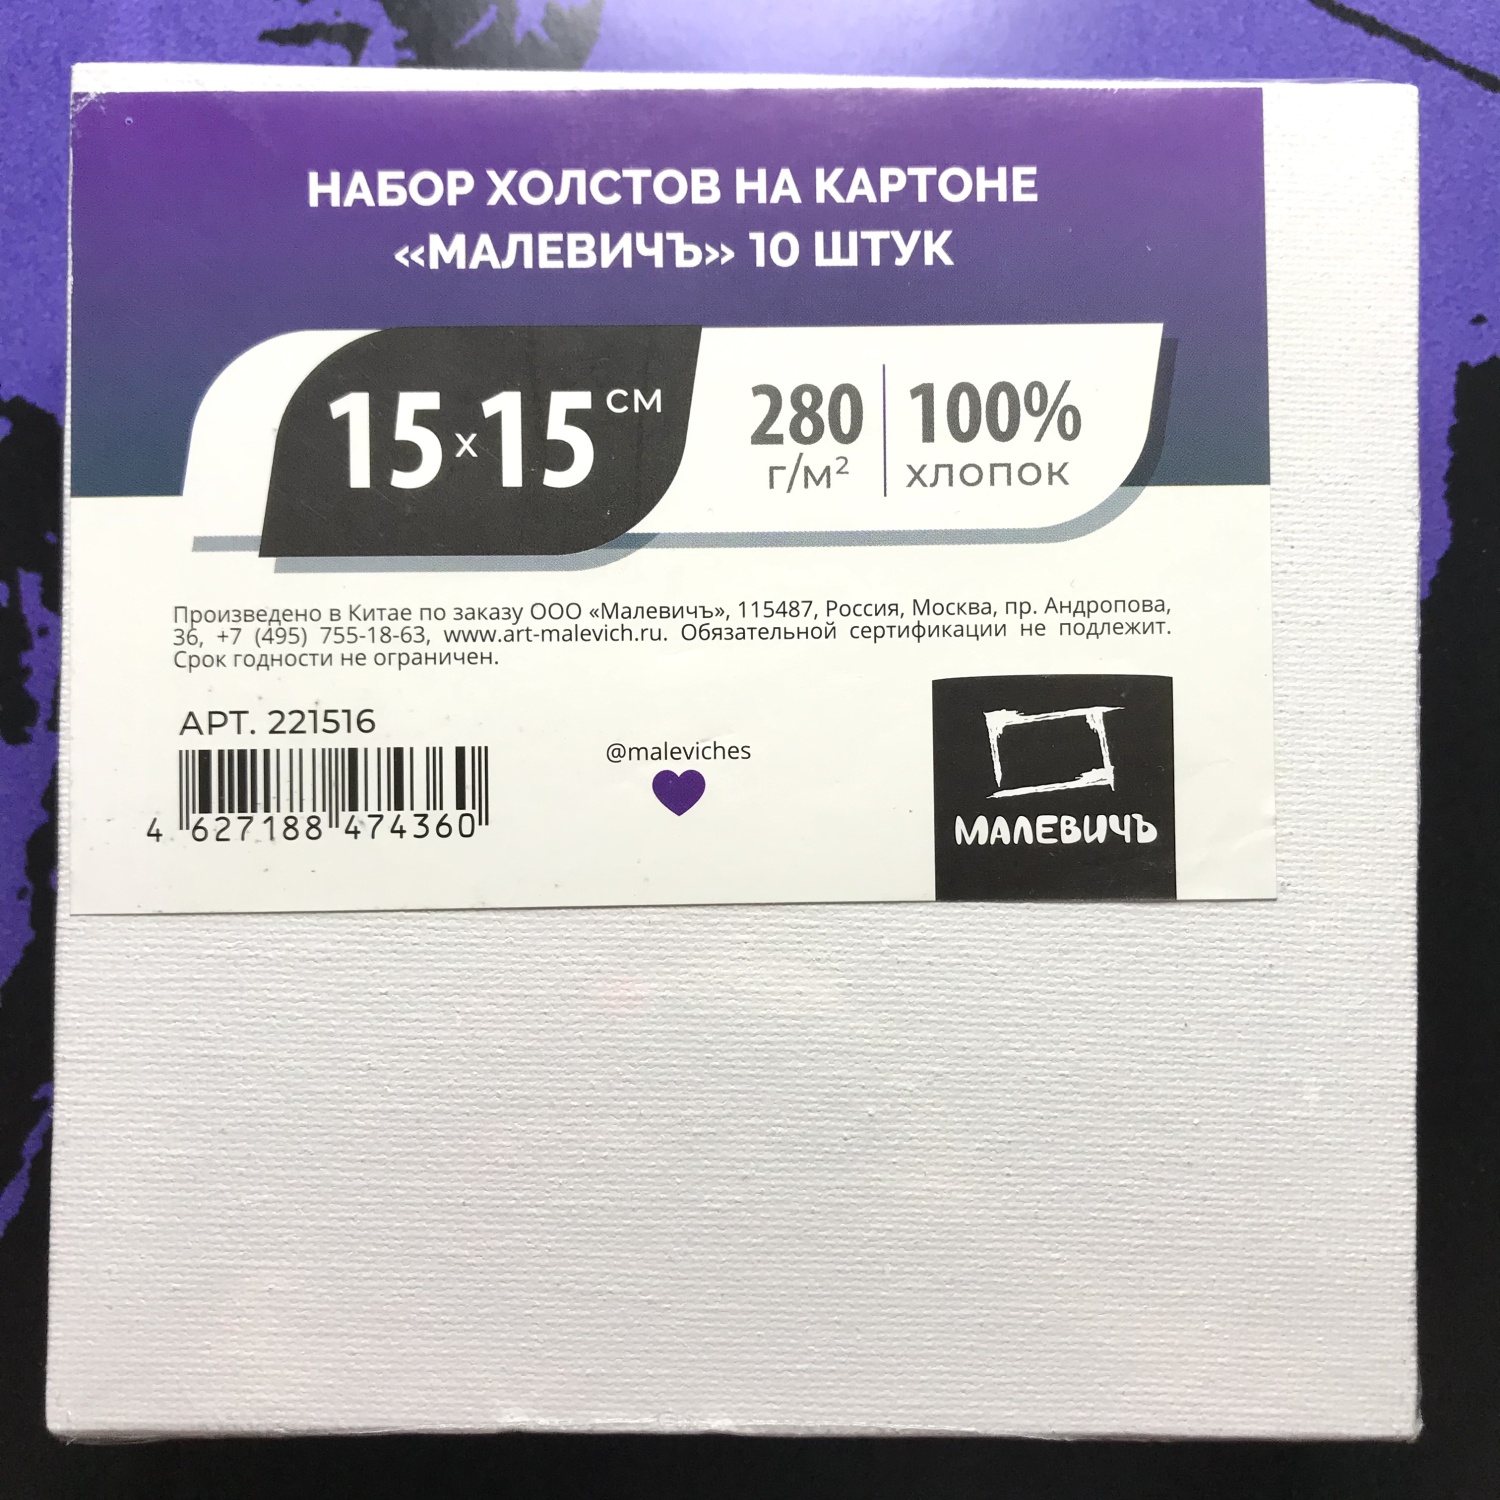 НАБОР ХОЛСТОВ НА КАРТОНЕ
«МАЛЕВИЧЪ» 10 ШТУК
15x15 СМ
280 г/м²
100% ХЛОПОК
Произведено в Китае по заказу ООО «Малевичъ», 115487, Россия, Москва, пр. Андропова,
36, +7 (495) 755-18-63, www.art-malevich.ru. Обязательной сертификации не подлежит.
Срок годности не ограничен.
АРТ. 221516
4 627188 474360
@maleviches
МАЛЕВИЧЪ